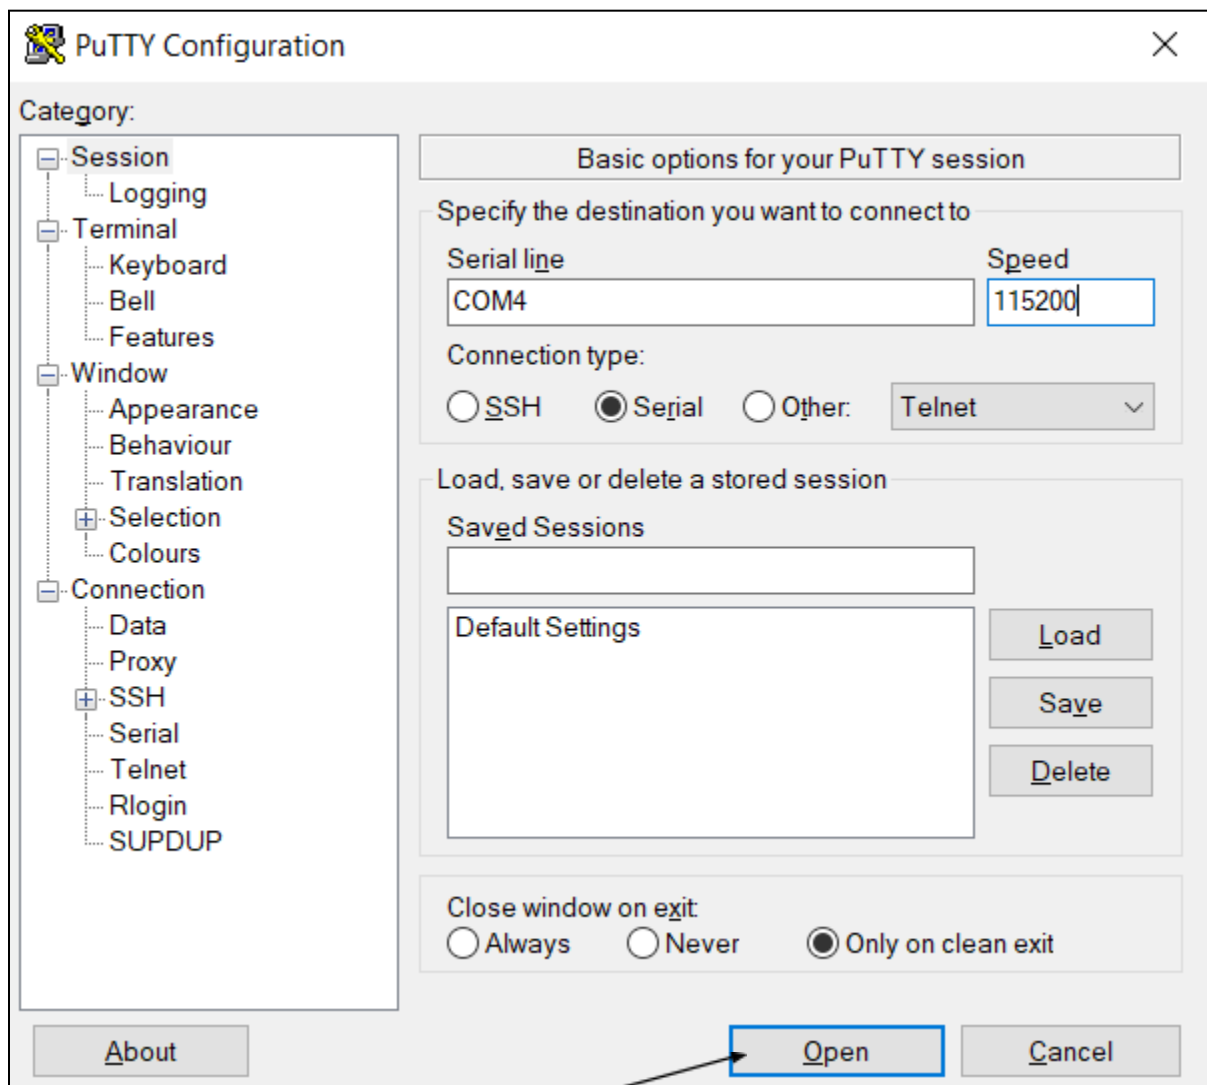 PuTTY Configuration
Category:
Session
Logging
Terminal
Keyboard
Bell
Features
Window
Appearance
Behaviour
Translation
Selection
Colours
Connection
Data
Proxy
SSH
Serial
Telnet
Rlogin
SUPDUP
Basic options for your PuTTY session
Specify the destination you want to connect to
Serial line Speed
COM4 115200
Connection type:
SSH Serial Other: Telnet
Load, save or delete a stored session
Saved Sessions
Default Settings
Load
Save
Delete
Close window on exit:
Always Never Only on clean exit
About Open Cancel